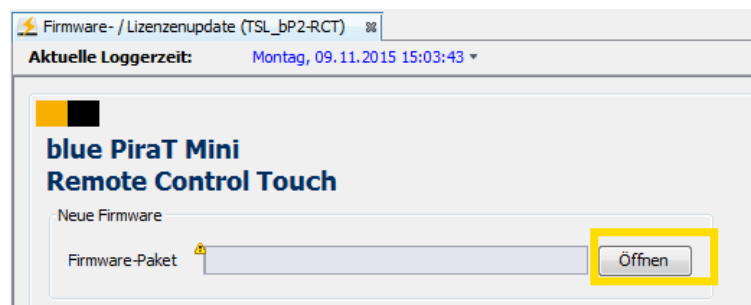 Firmware- / Lizenzenupdate (TSL_bP2-RCT)
Aktuelle Loggerzeit: Montag, 09.11.2015 15:03:43
blue PiraT Mini
Remote Control Touch
Neue Firmware
Firmware-Paket Öffnen